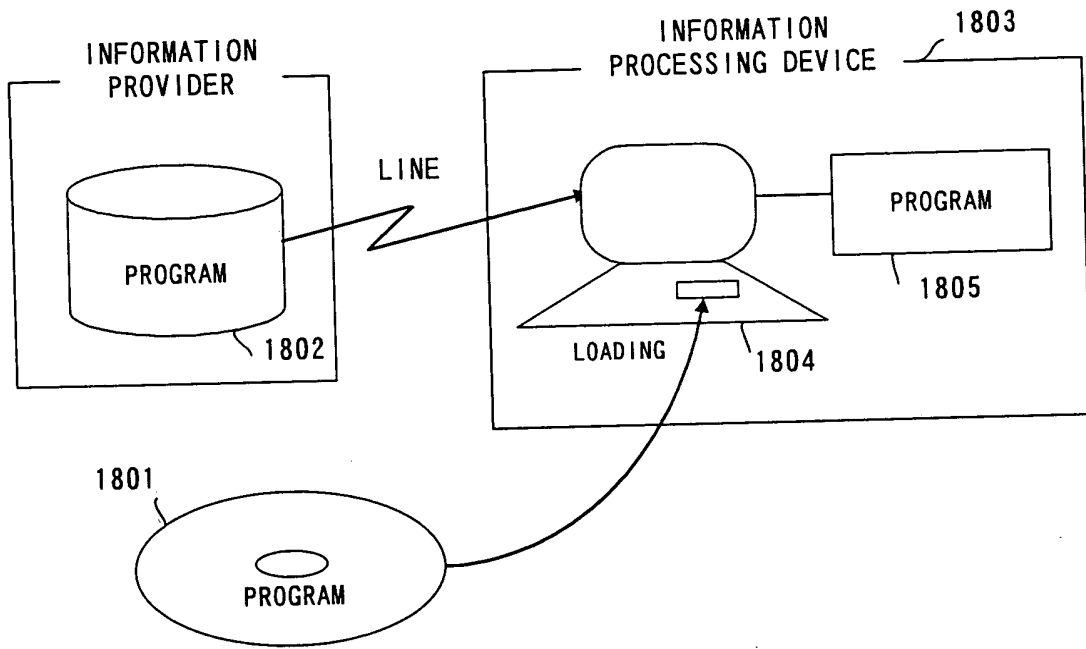 INFORMATION
PROVIDER
PROGRAM
1802
LINE
INFORMATION
PROCESSING DEVICE
1803
PROGRAM
1805
LOADING
1804
1801
PROGRAM